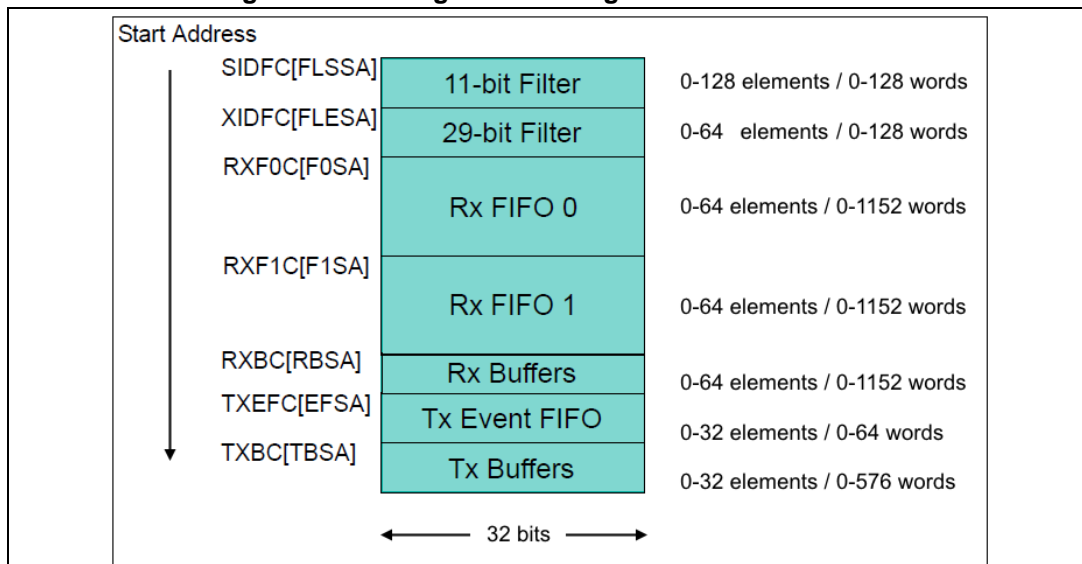 Start Address
SIDFC[FLSSA]
11-bit Filter
0-128 elements / 0-128 words
XIDFC[FLESA]
29-bit Filter
0-64 elements / 0-128 words
RXF0C[F0SA]
Rx FIFO 0
0-64 elements / 0-1152 words
RXF1C[F1SA]
Rx FIFO 1
0-64 elements / 0-1152 words
RXBC[RBSA]
Rx Buffers
0-64 elements / 0-1152 words
TXEFC[EFSA]
Tx Event FIFO
0-32 elements / 0-64 words
TXBC[TBSA]
Tx Buffers
0-32 elements / 0-576 words
32 bits